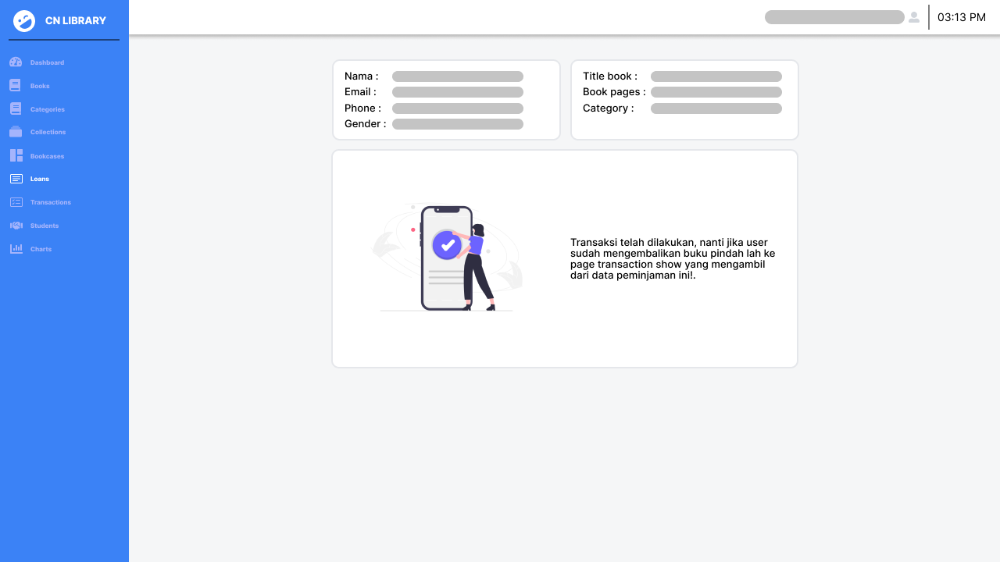 CN LIBRARY
Dashboard
Books
Categories
Collections
Bookcases
Loans
Transactions
Students
Charts
03:13 PM
Nama :
Email :
Phone :
Gender :
Title book :
Book pages :
Category :
Transaksi telah dilakukan, nanti jika user
sudah mengembalikan buku pindah lah ke
page transaction show yang mengambil
dari data peminjaman ini!.